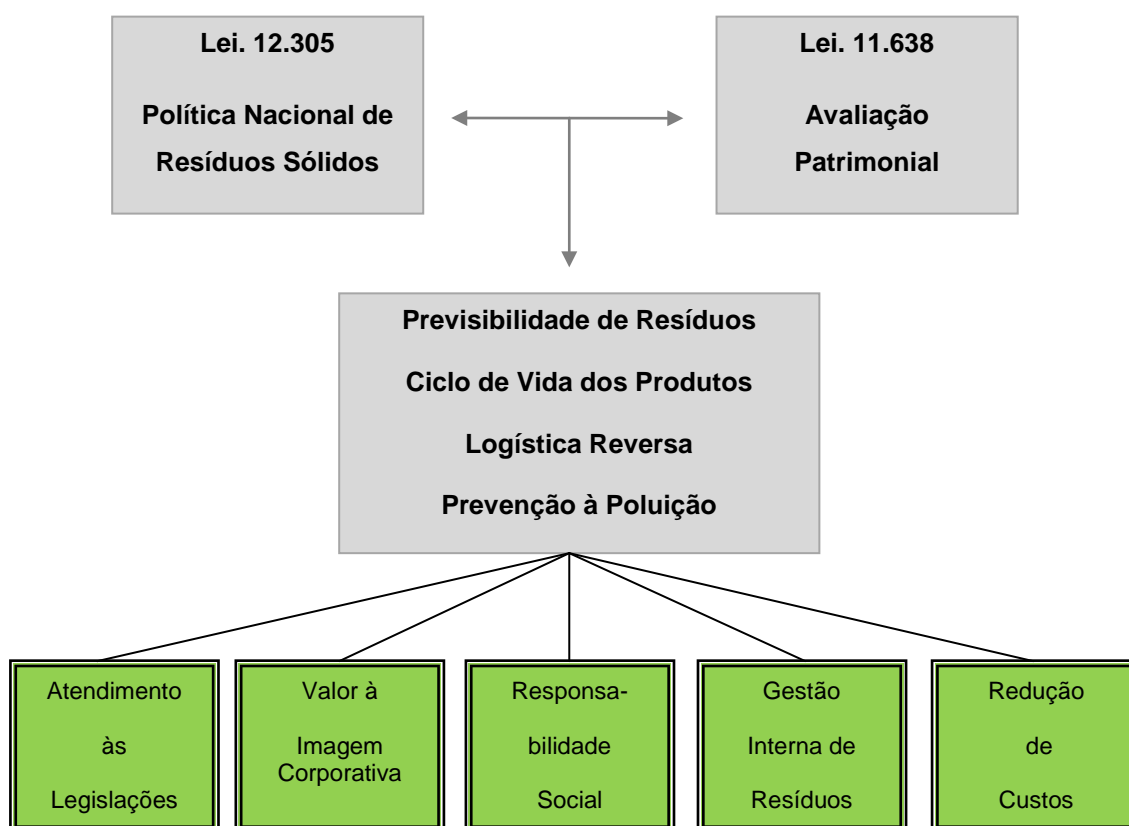 Lei. 12.305
Política Nacional de
Resíduos Sólidos
Lei. 11.638
Avaliação
Patrimonial
Previsibilidade de Resíduos
Ciclo de Vida dos Produtos
Logística Reversa
Prevenção à Poluição
Atendimento
às
Legislações
Valor à
Imagem
Corporativa
Responsa-
bilidade
Social
Gestão
Interna de
Resíduos
Redução
de
Custos